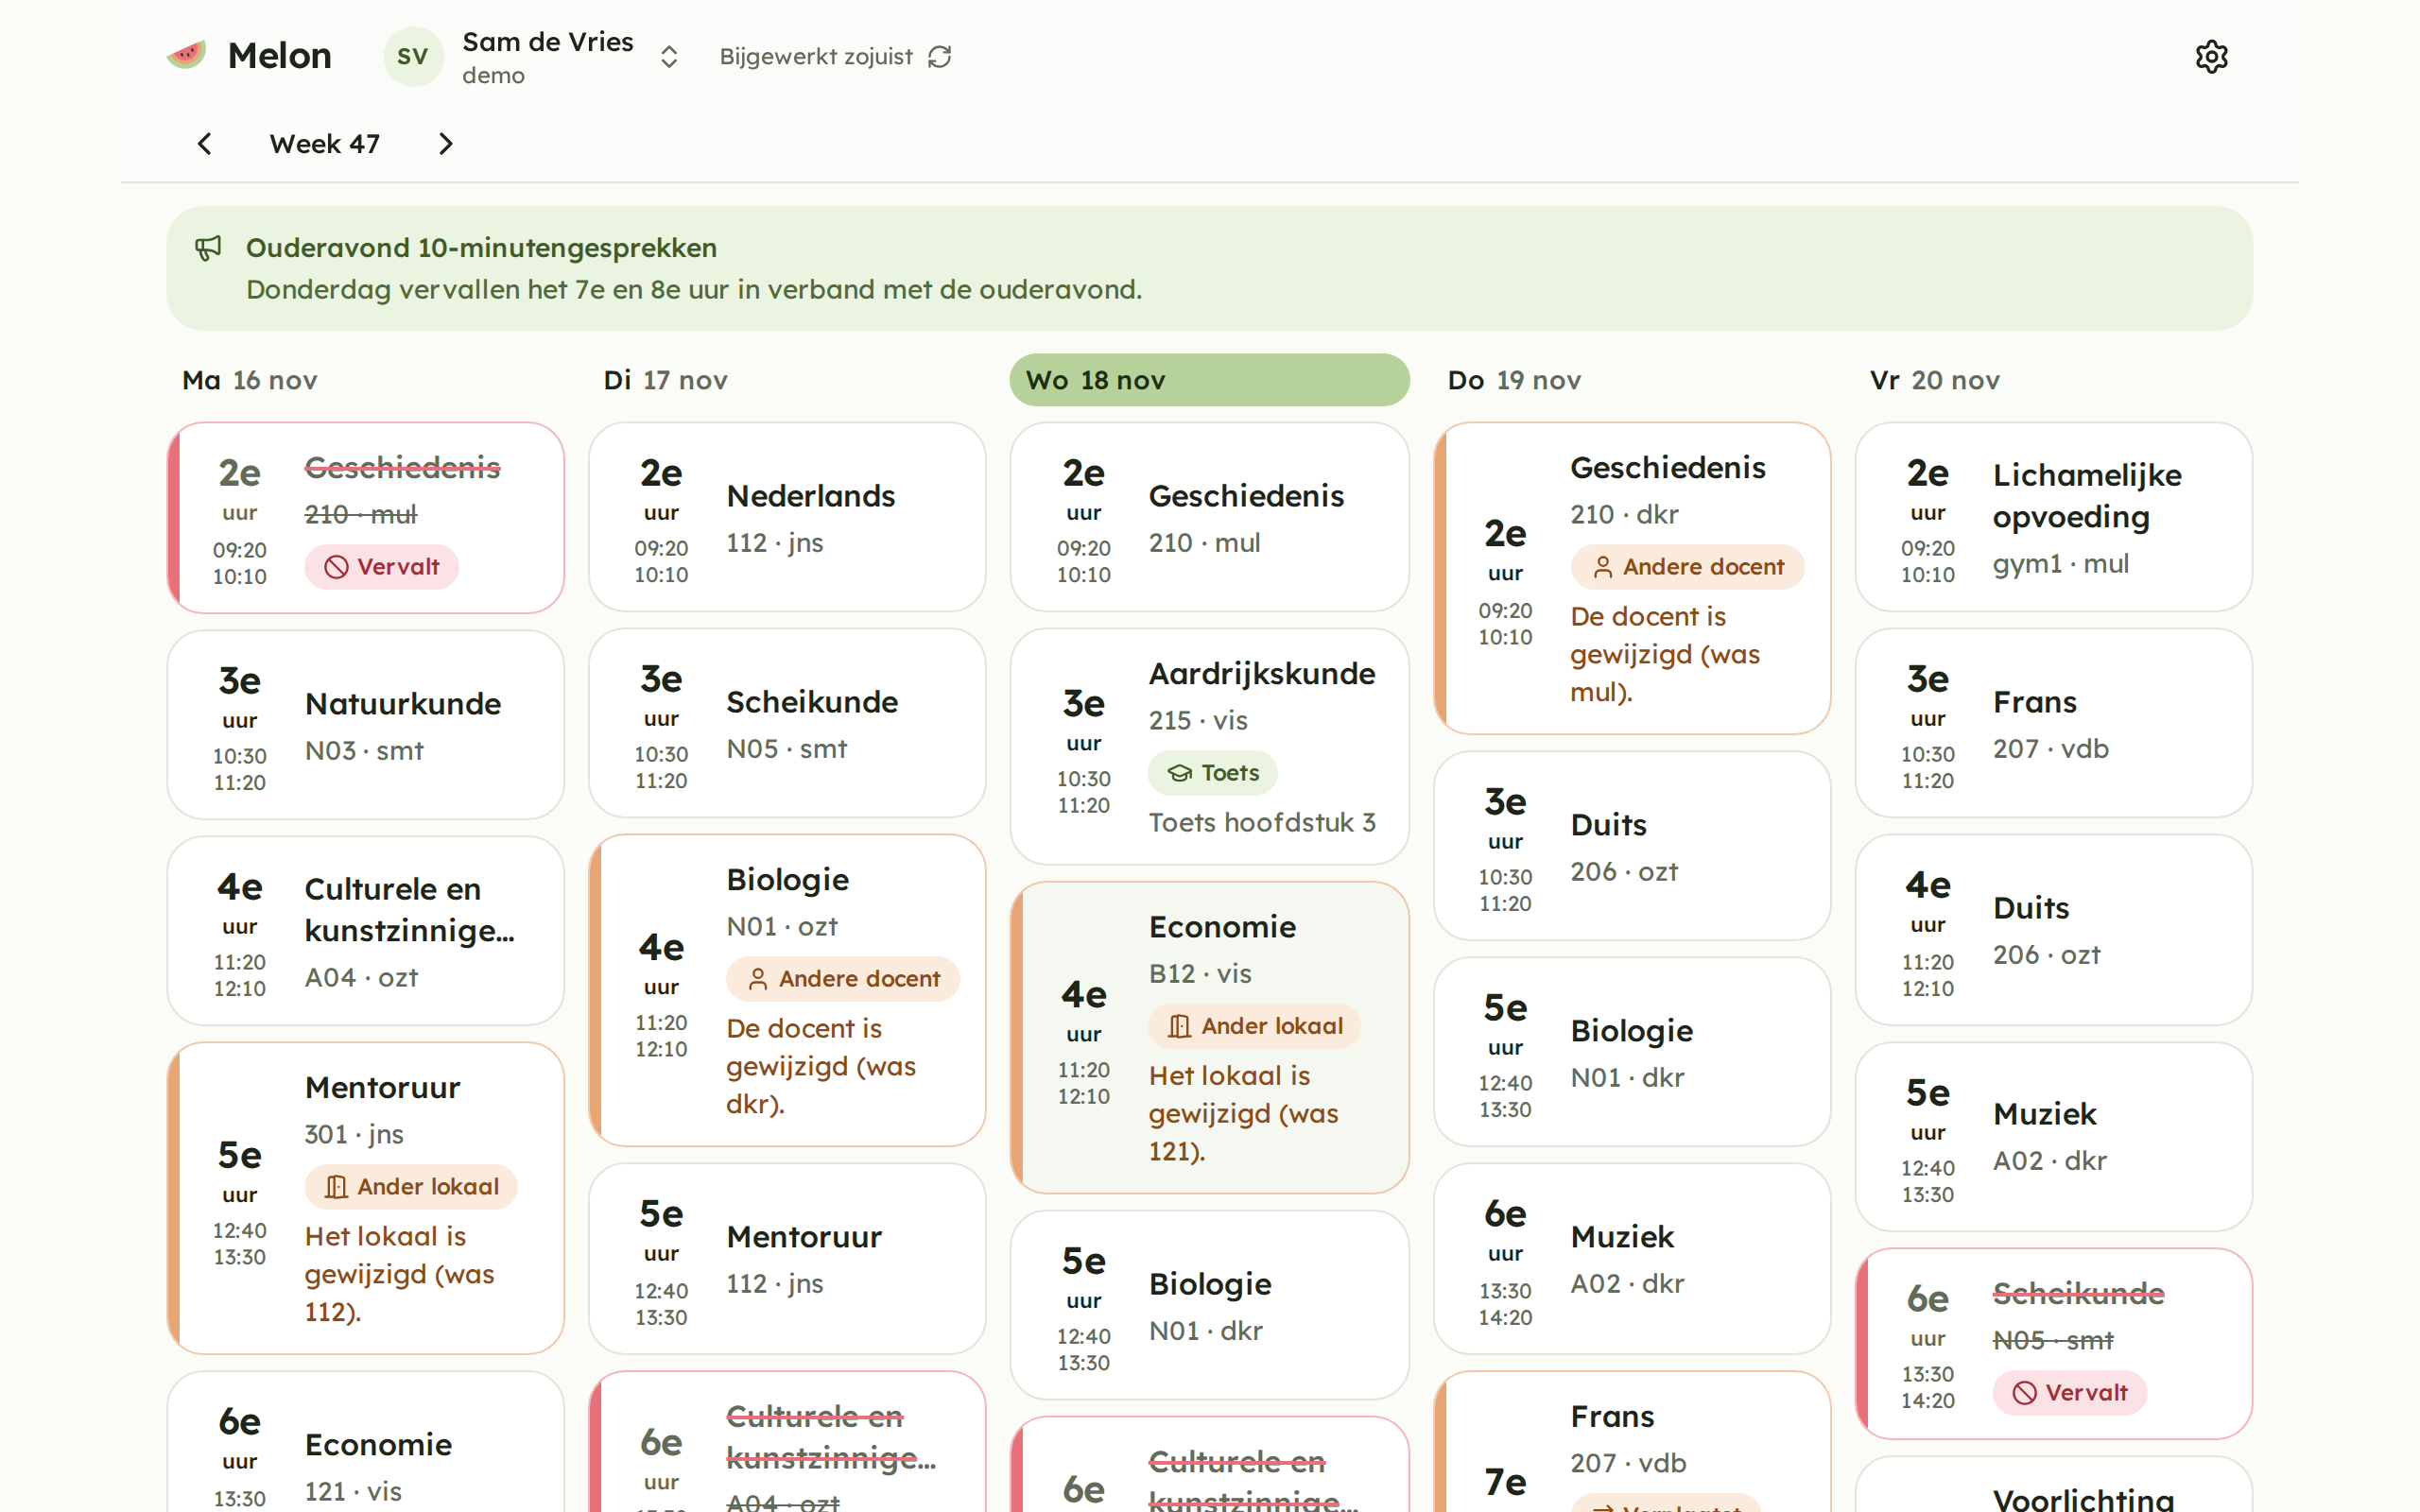 Melon
SV
Sam de Vries
demo
Bijgewerkt zojuist
Week 47
Ouderavond 10-minutengesprekken
Donderdag vervallen het 7e en 8e uur in verband met de ouderavond.
Ma 16 nov
2e
uur
09:20
10:10
Geschiedenis
210 · mul
Vervalt
3e
uur
10:30
11:20
Natuurkunde
N03 · smt
4e
uur
11:20
12:10
Culturele en
kunstzinnige...
A04 · ozt
5e
uur
12:40
13:30
Mentoruur
301 · jns
Ander lokaal
Het lokaal is
gewijzigd (was
112).
6e
uur
13:30
Economie
121 · vis
Di 17 nov
2e
uur
09:20
10:10
Nederlands
112 · jns
3e
uur
10:30
11:20
Scheikunde
N05 · smt
4e
uur
11:20
12:10
Biologie
N01 · ozt
Andere docent
De docent is
gewijzigd (was
dkr).
5e
uur
12:40
13:30
Mentoruur
112 · jns
6e
uur
Culturele en
kunstzinnige...
A04 · ozt
Wo 18 nov
2e
uur
09:20
10:10
Geschiedenis
210 · mul
3e
uur
10:30
11:20
Aardrijkskunde
215 · vis
Toets
Toets hoofdstuk 3
4e
uur
11:20
12:10
Economie
B12 · vis
Ander lokaal
Het lokaal is
gewijzigd (was
121).
5e
uur
12:40
13:30
Biologie
N01 · dkr
6e
Culturele en
kunstzinnige...
Do 19 nov
2e
uur
09:20
10:10
Geschiedenis
210 · dkr
Andere docent
De docent is
gewijzigd (was
mul).
3e
uur
10:30
11:20
Duits
206 · ozt
5e
uur
12:40
13:30
Biologie
N01 · dkr
6e
uur
13:30
14:20
Muziek
A02 · dkr
7e
Frans
207 · vdb
Vr 20 nov
2e
uur
09:20
10:10
Lichamelijke
opvoeding
gym1 · mul
3e
uur
10:30
11:20
Frans
207 · vdb
4e
uur
11:20
12:10
Duits
206 · ozt
5e
uur
12:40
13:30
Muziek
A02 · dkr
6e
uur
13:30
14:20
Scheikunde
N05 · smt
Vervalt
Voorlichting